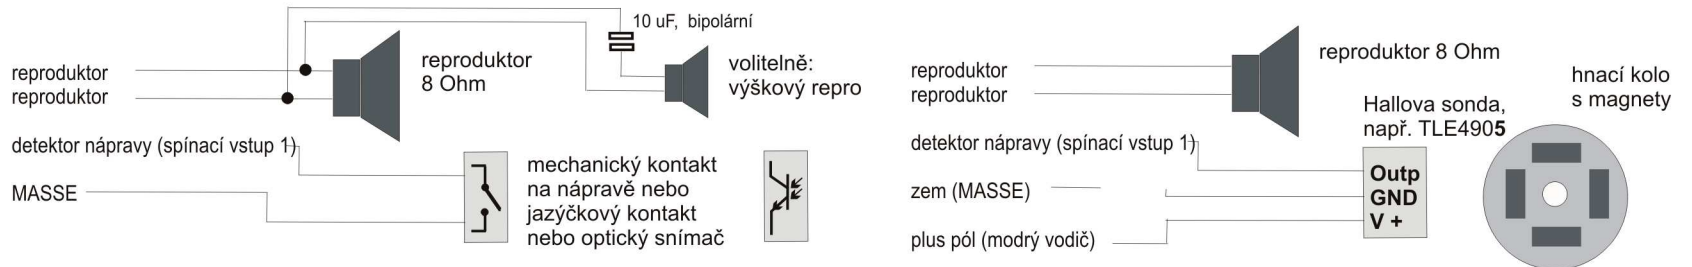 10 uF, bipolární
reproduktor
8 Ohm
volitelně:
výškový repro
reproduktor
reproduktor
detektor nápravy (spínací vstup 1)
MASSE
mechanický kontakt
na nápravě nebo
jazýčkový kontakt
nebo optický snímač
reproduktor 8 Ohm
reproduktor
reproduktor
hnací kolo
s magnety
Hallova sonda,
např. TLE4905
detektor nápravy (spínací vstup 1)
zem (MASSE)
plus pól (modrý vodič)
Outp
GND
V +